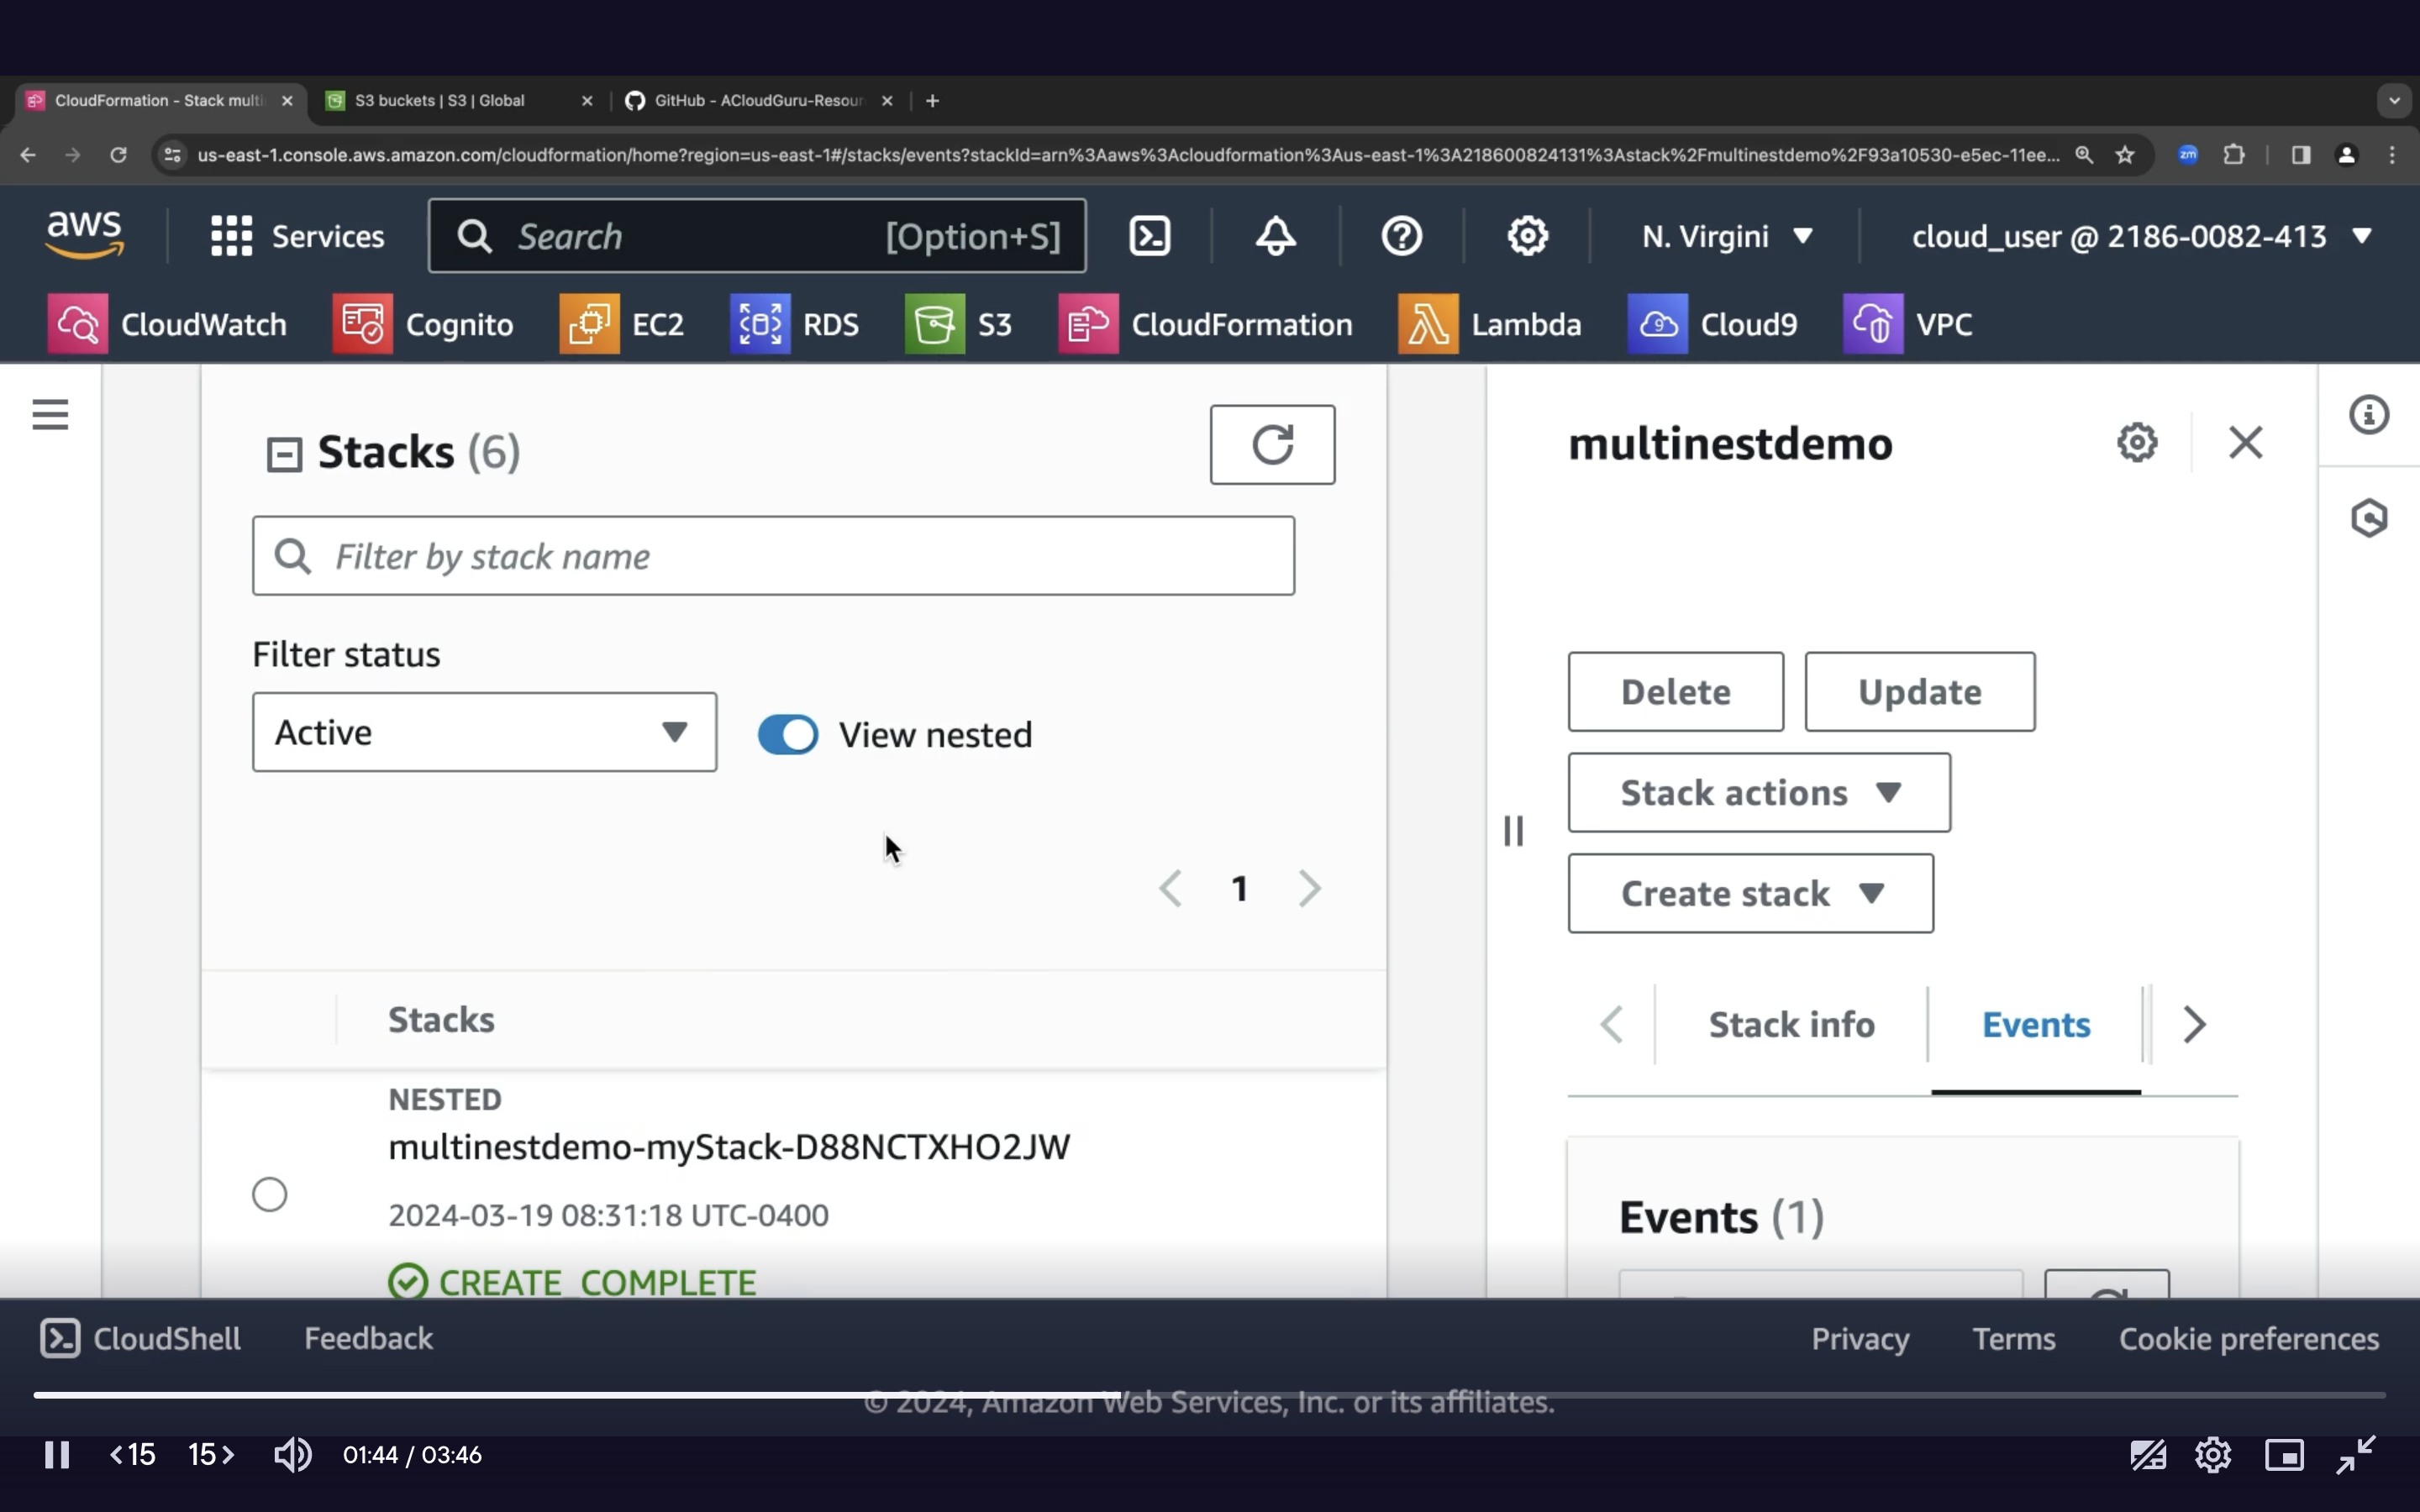 CloudFormation - Stack multi
S3 buckets | S3 | Global
GitHub - ACloudGuru-Resour
us-east-1.console.aws.amazon.com/cloudformation/home?region=us-east-1#/stacks/events?stackId=arn%3Aaws%3Acloudformation%3Aus-east-1%3A218600824131%3Astack%2Fmultinestdemo%2F93a10530-e5ec-11ee...
zm
aws
Services
Search
[Option+S]
N. Virgini
cloud_user @ 2186-0082-413
CloudWatch
Cognito
EC2
RDS
S3
CloudFormation
Lambda
9
Cloud9
VPC
Stacks (6)
Filter by stack name
Filter status
Active
View nested
1
Stacks
NESTED
multinestdemo-myStack-D88NCTXHO2JW
2024-03-19 08:31:18 UTC-0400
CREATE_COMPLETE
multinestdemo
Delete
Update
Stack actions
Create stack
Stack info
Events
Events (1)
CloudShell
Feedback
Privacy
Terms
Cookie preferences
© 2024, Amazon Web Services, Inc. or its affiliates.
<15
15>
01:44 / 03:46